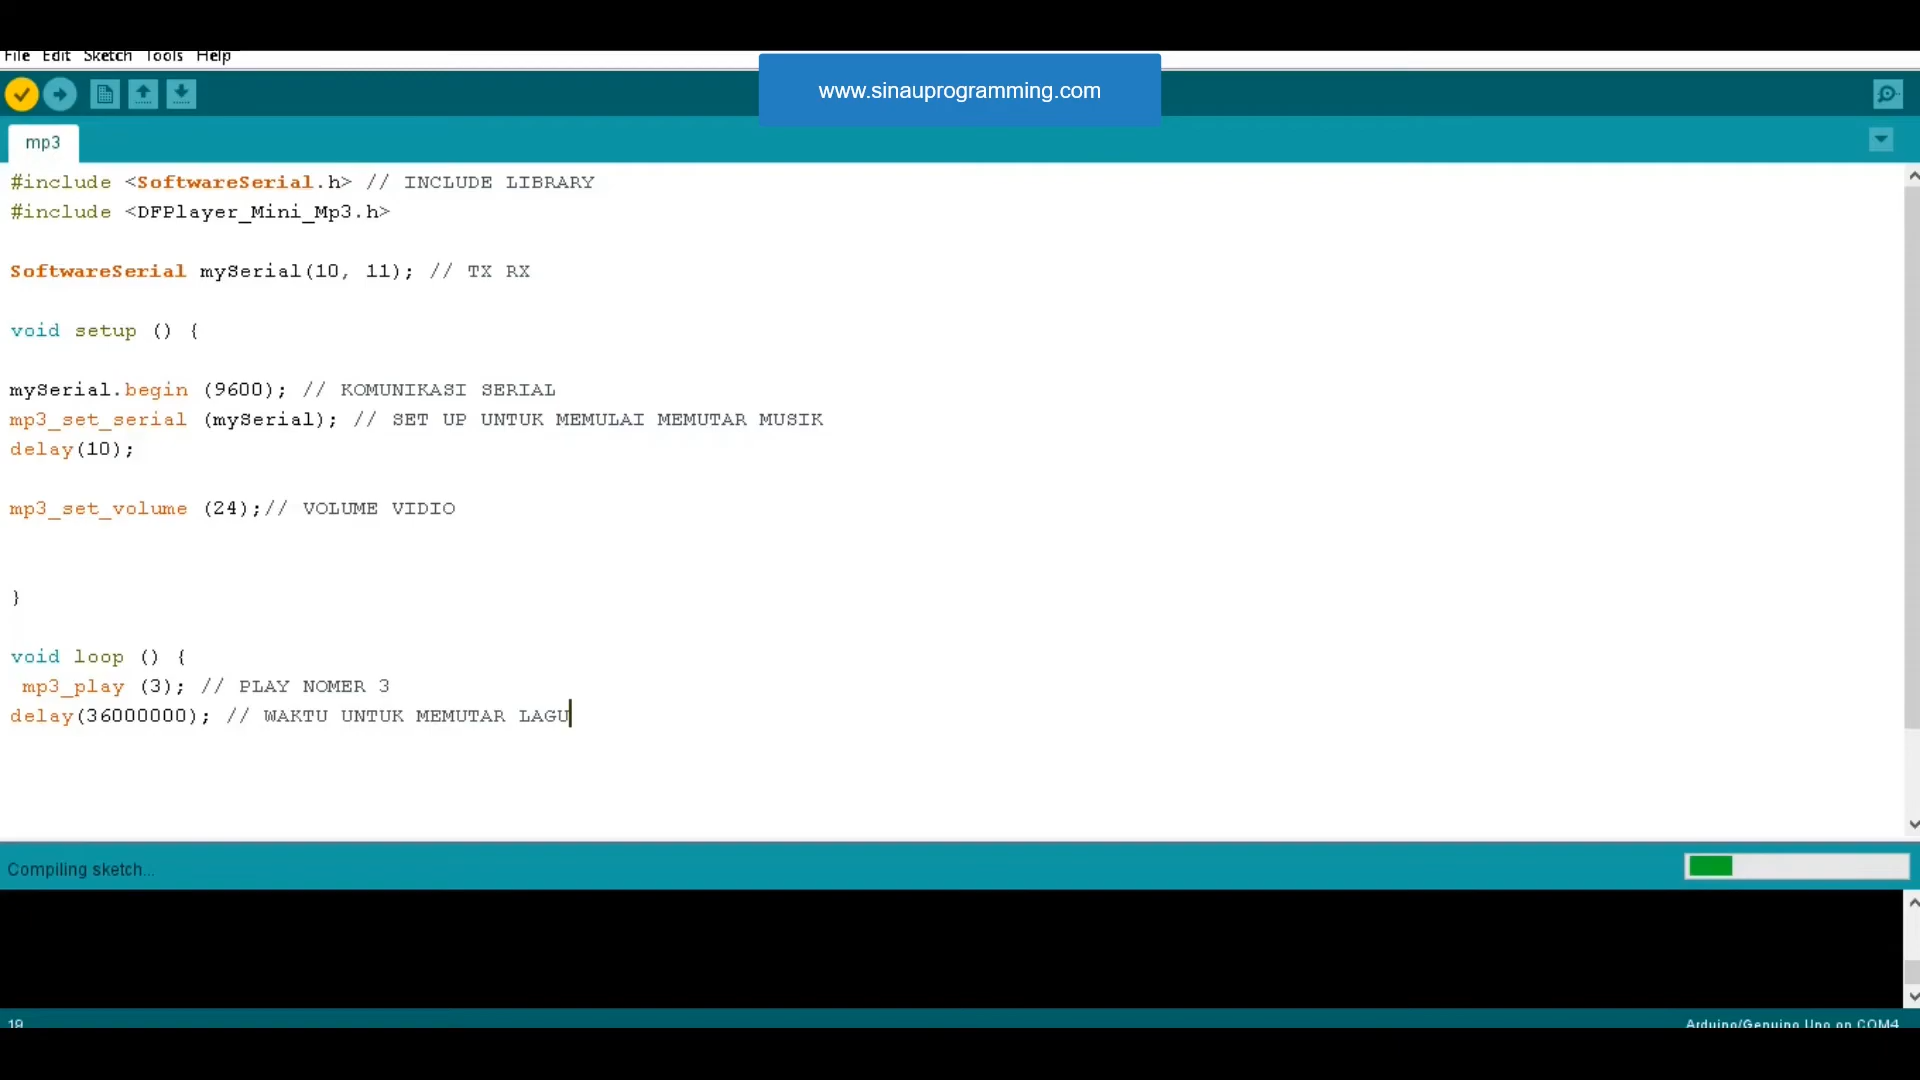 File Edit Sketch Tools Help
www.sinauprogramming.com
mp3
#include <SoftwareSerial.h> // INCLUDE LIBRARY
#include <DFPlayer_Mini_Mp3.h>
SoftwareSerial mySerial(10, 11); // TX RX
void setup () {
mySerial.begin (9600); // KOMUNIKASI SERIAL
mp3_set_serial (mySerial); // SET UP UNTUK MEMULAI MEMUTAR MUSIK
delay(10);
mp3_set_volume (24);// VOLUME VIDIO
}
void loop () {
mp3_play (3); // PLAY NOMER 3
delay(36000000); // WAKTU UNTUK MEMUTAR LAGU
Compiling sketch...
19
Arduino/Genuino Uno on COM4